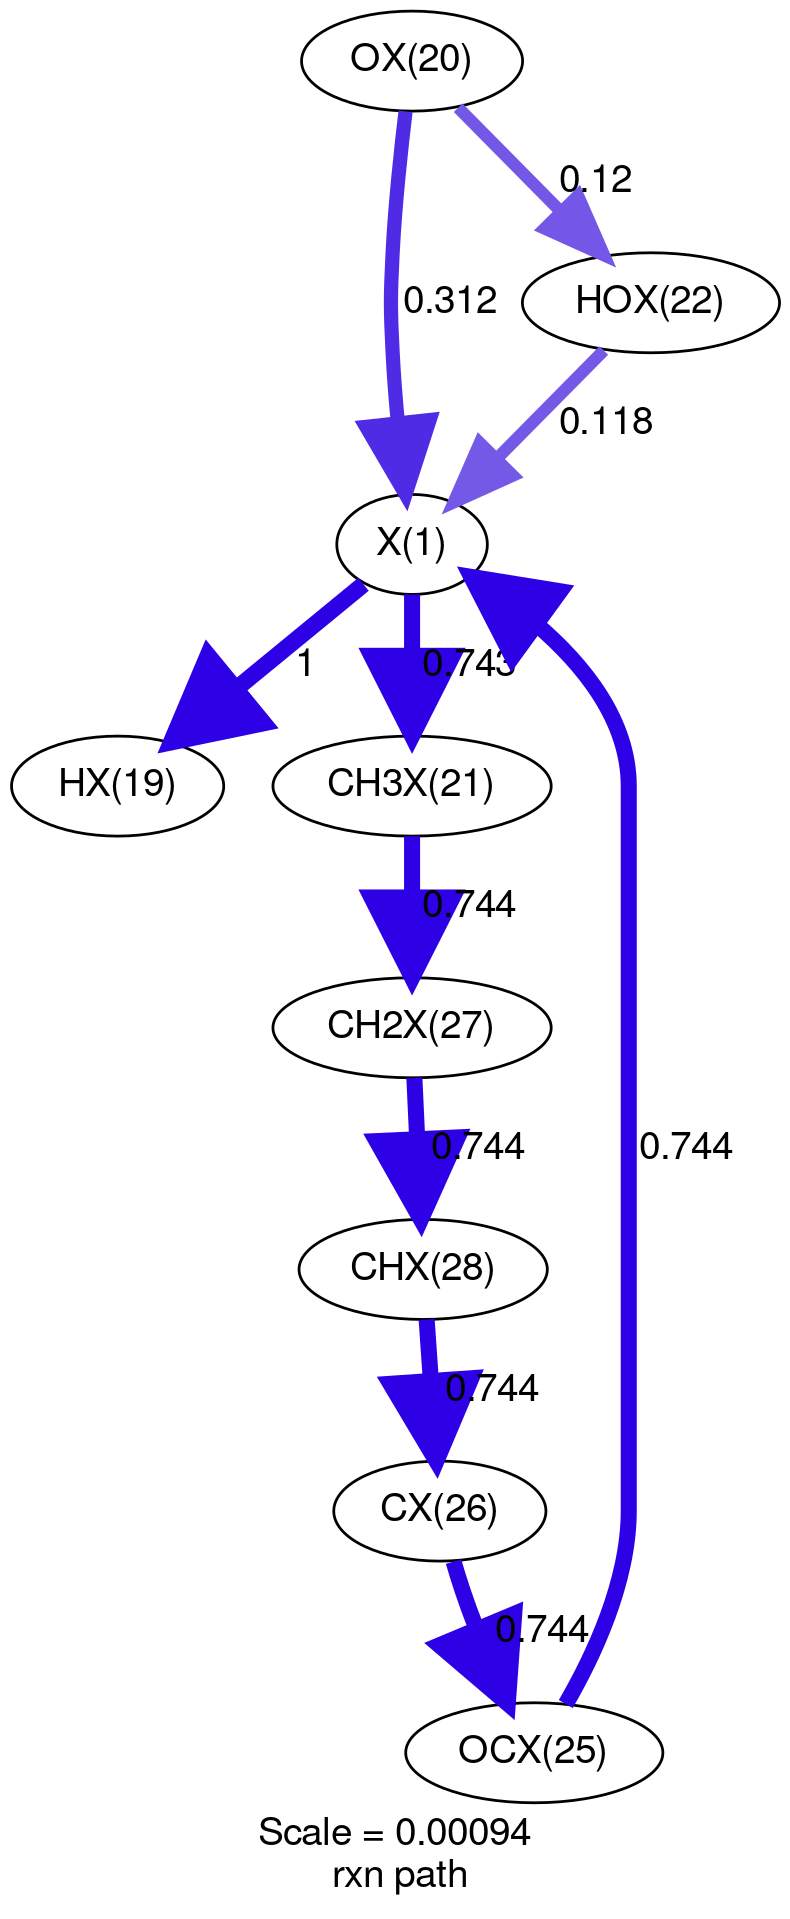 OX(20)
0.12
0.312
HOX(22)
0.118
X(1)
1
0.743
HX(19)
CH3X(21)
0.744
CH2X(27)
0.744
0.744
CHX(28)
0.744
CX(26)
0.744
OCX(25)
Scale = 0.00094
rxn path